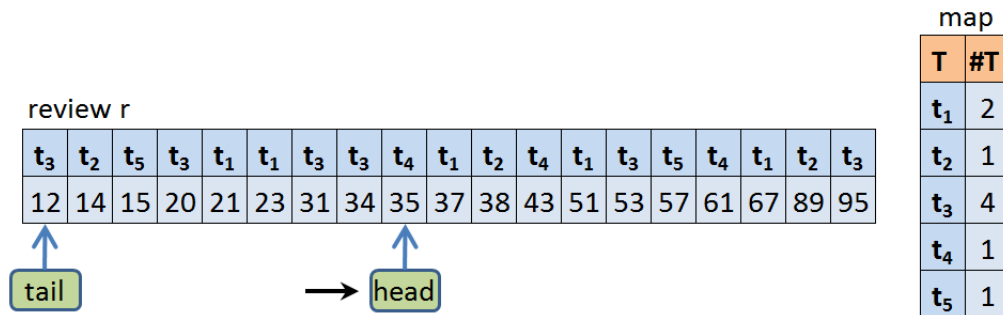 map
T #T
review r
t₁ 2
t₃ t₂ t₅ t₃ t₁ t₁ t₃ t₃ t₄ t₁ t₂ t₄ t₁ t₃ t₅ t₄ t₁ t₂ t₃
t₂ 1
12 14 15 20 21 23 31 34 35 37 38 43 51 53 57 61 67 89 95
t₃ 4
t₄ 1
tail head
t₅ 1